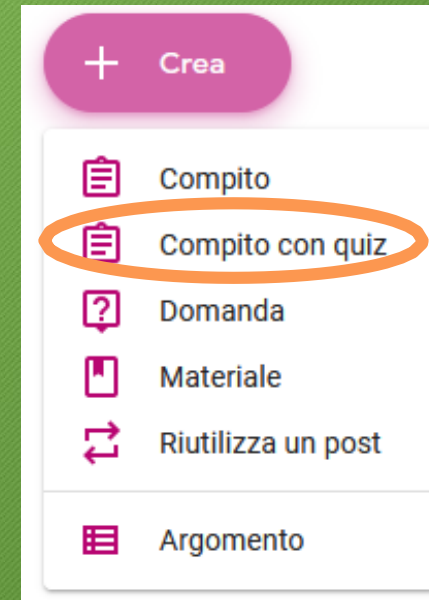 Crea
Compito
Compito con quiz
Domanda
Materiale
Riutilizza un post
Argomento